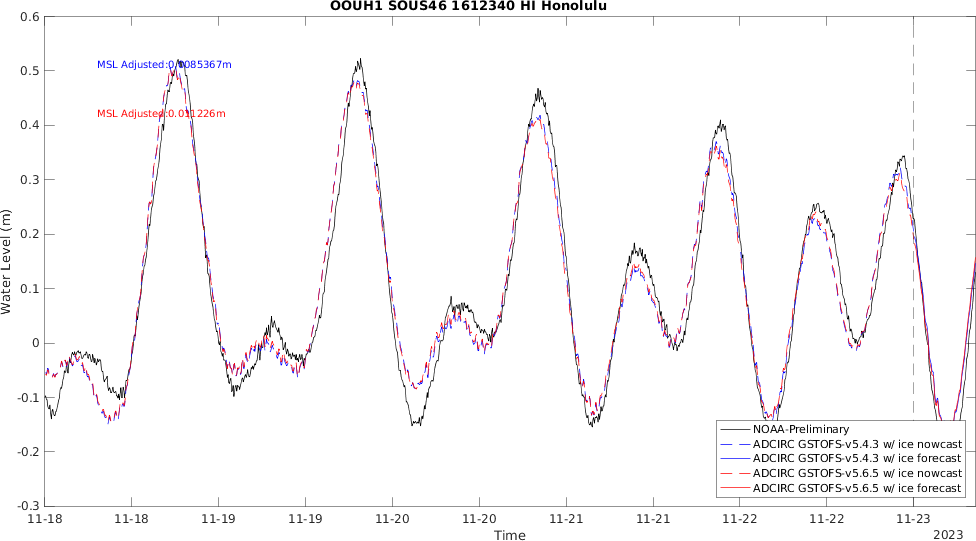 OOUH1 SOUS46 1612340 HI Honolulu
0.6
0.5
0.4
0.3
0.2
0.1
0
-0.1
-0.2
-0.3
Water Level (m)
MSL Adjusted:0.0085367m
MSL Adjusted:0.011226m
NOAA-Preliminary
ADCIRC GSTOFS-v5.4.3 w/ ice nowcast
ADCIRC GSTOFS-v5.4.3 w/ ice forecast
ADCIRC GSTOFS-v5.6.5 w/ ice nowcast
ADCIRC GSTOFS-v5.6.5 w/ ice forecast
11-18 11-18 11-19 11-19 11-20 11-20 11-21 11-21 11-22 11-22 11-23
Time
2023